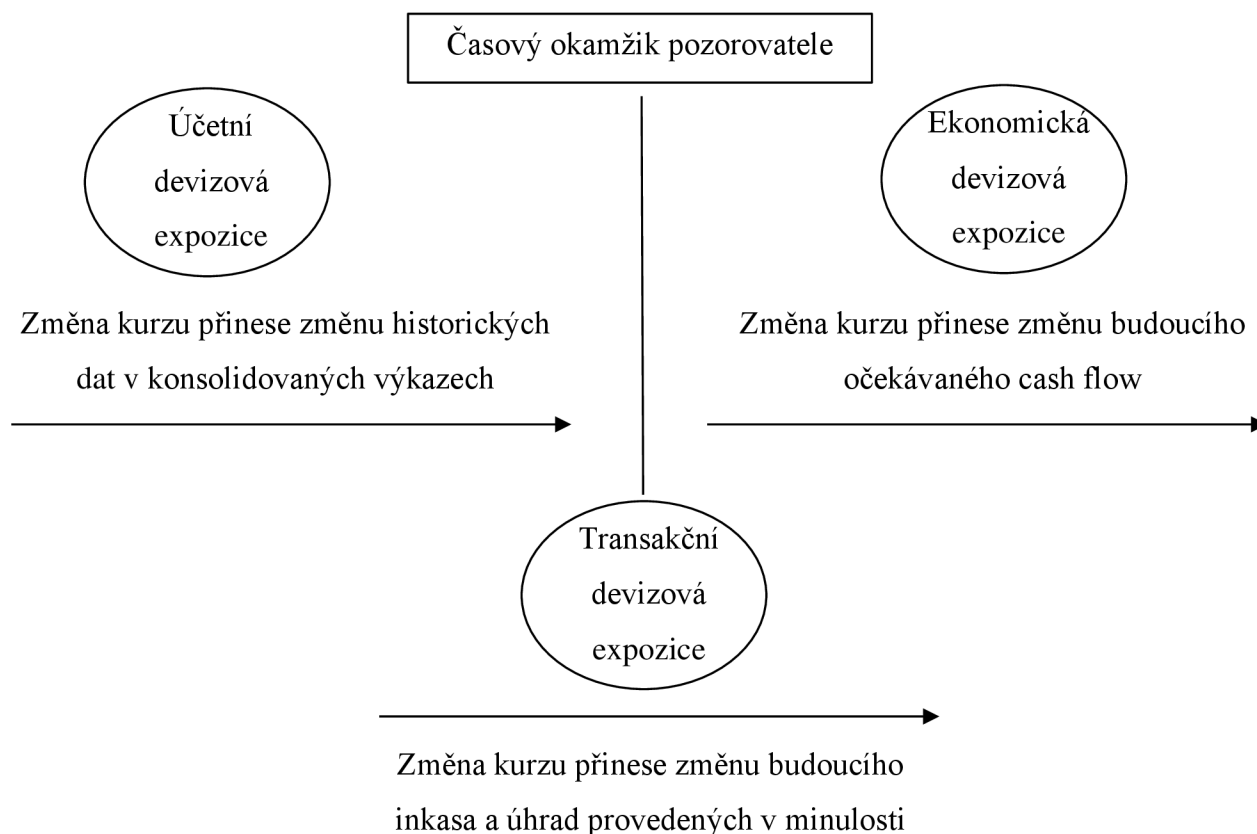 Časový okamžik pozorovatele
Účetní
devizová
expozice
Ekonomická
devizová
expozice
Změna kurzu přinese změnu historických
dat v konsolidovaných výkazech
Změna kurzu přinese změnu budoucího
očekávaného cash flow
Transakční
devizová
expozice
Změna kurzu přinese změnu budoucího
inkasa a úhrad provedených v minulosti